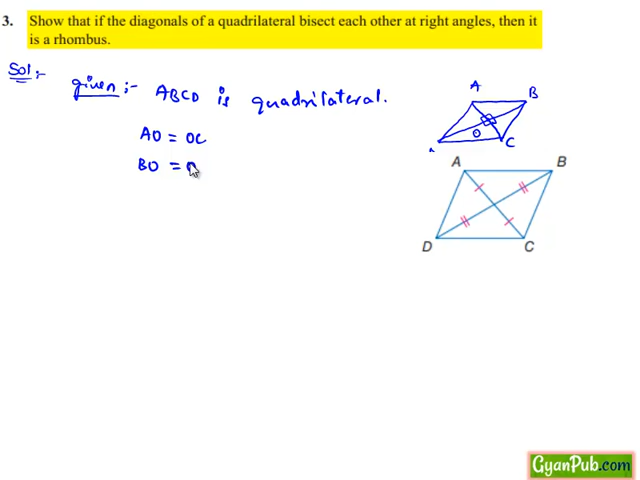 3. Show that if the diagonals of a quadrilateral bisect each other at right angles, then it
is a rhombus.
Sol:-
given:- ABCD is quadrilateral.
AO = OC
BO =
A
B
O
C
A
B
D
C
GyanPub.com